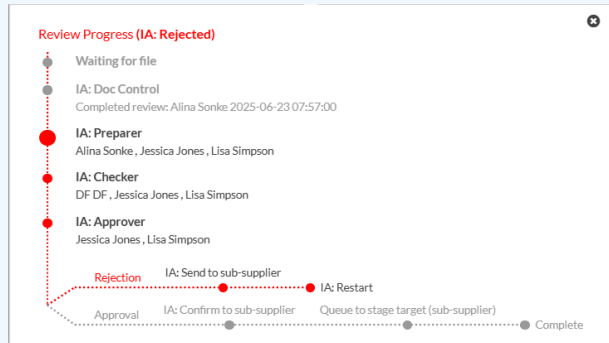 Review Progress (IA: Rejected)
Waiting for file
IA: Doc Control
Completed review: Alina Sonke 2025-06-23 07:57:00
IA: Preparer
Alina Sonke , Jessica Jones , Lisa Simpson
IA: Checker
DF DF , Jessica Jones , Lisa Simpson
IA: Approver
Jessica Jones , Lisa Simpson
Rejection
IA: Send to sub-supplier
IA: Restart
Approval
IA: Confirm to sub-supplier
Queue to stage target (sub-supplier)
Complete